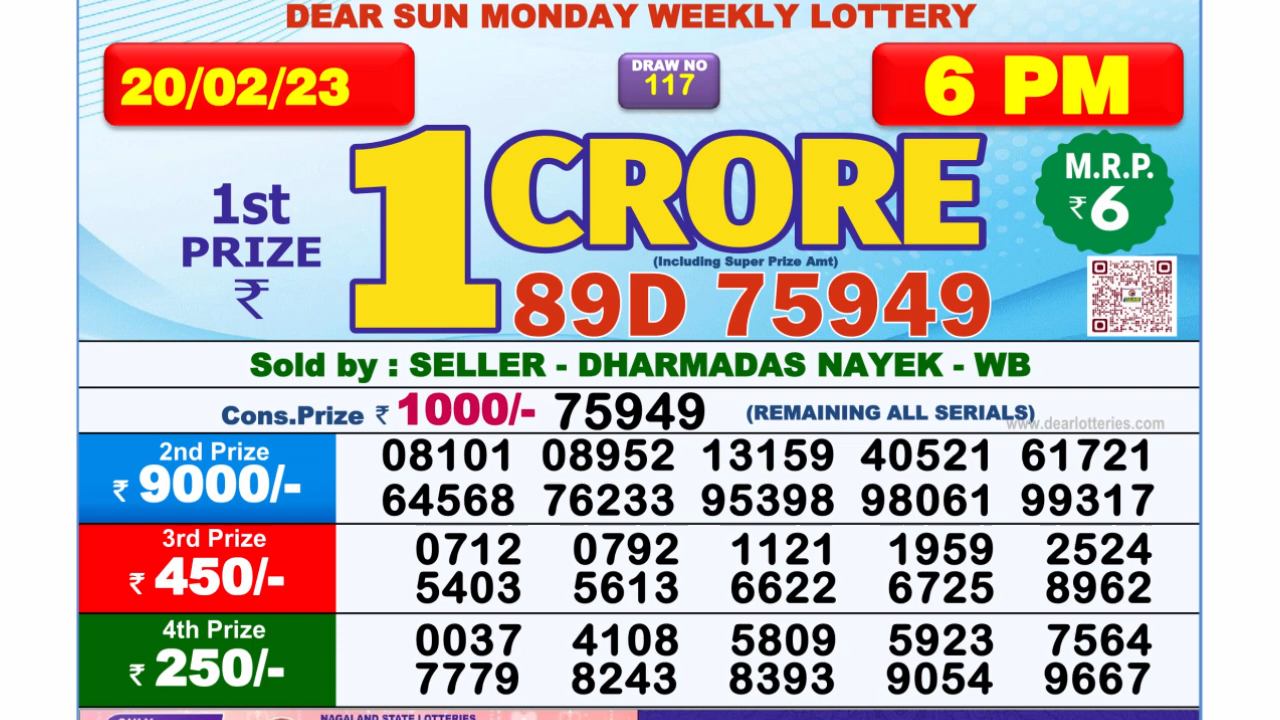 DEAR SUN MONDAY WEEKLY LOTTERY
20/02/23
DRAW NO
117
6 PM
1st
PRIZE
₹
1 CRORE
(Including Super Prize Amt)
M.R.P.
₹ 6
89D 75949
Sold by : SELLER - DHARMADAS NAYEK - WB
Cons.Prize ₹ 1000/- 75949 (REMAINING ALL SERIALS)
www.dearlotteries.com
2nd Prize
₹ 9000/-
08101 08952 13159 40521 61721
64568 76233 95398 98061 99317
3rd Prize
₹ 450/-
0712 0792 1121 1959 2524
5403 5613 6622 6725 8962
4th Prize
₹ 250/-
0037 4108 5809 5923 7564
7779 8243 8393 9054 9667
NAGALAND STATE LOTTERIES